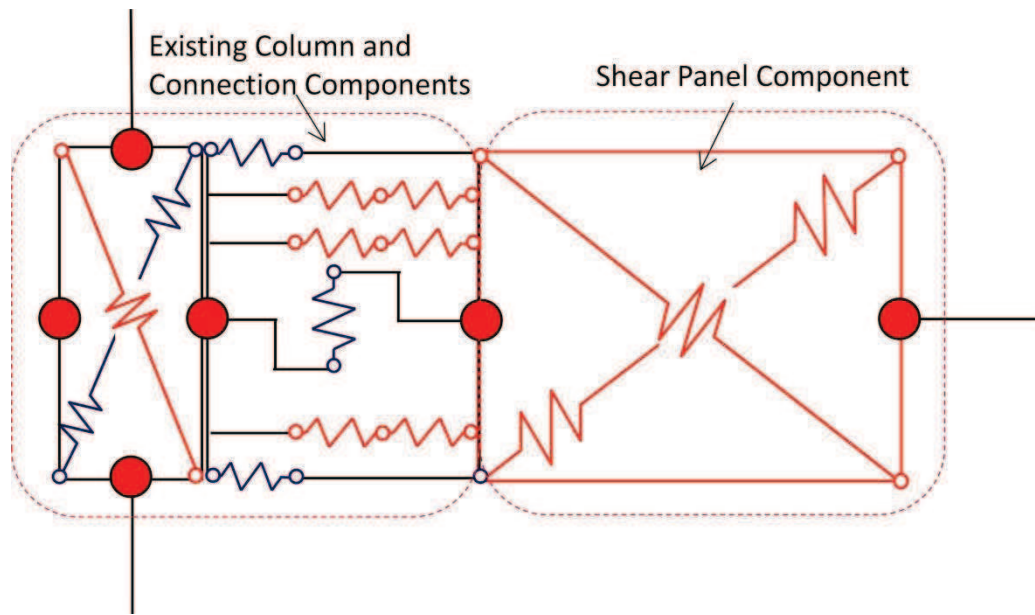 Existing Column and
Connection Components
Shear Panel Component